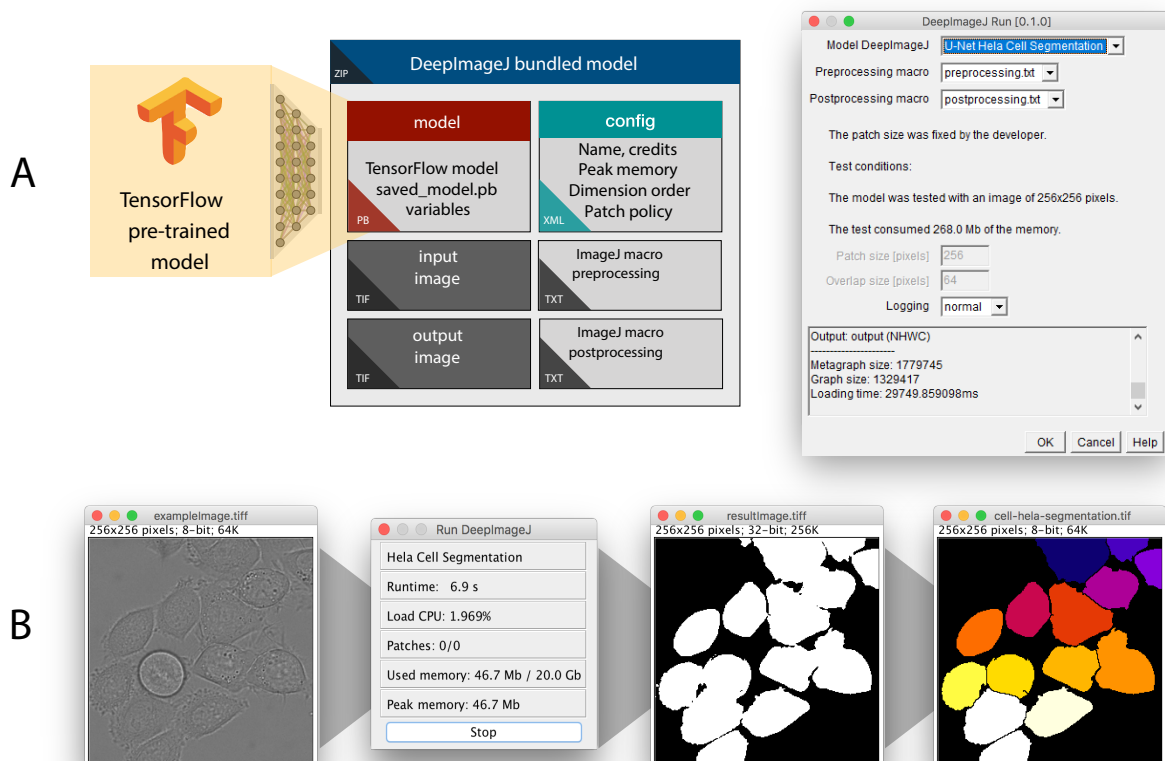 A
TensorFlow
pre-trained
model
ZIP
DeepImageJ bundled model
model
TensorFlow model
saved_model.pb
variables
PB
config
Name, credits
Peak memory
Dimension order
Patch policy
XML
input
image
TIF
ImageJ macro
preprocessing
TXT
output
image
TIF
ImageJ macro
postprocessing
TXT
DeepImageJ Run [0.1.0]
Model DeepImageJ U-Net Hela Cell Segmentation
Preprocessing macro preprocessing.txt
Postprocessing macro postprocessing.txt
The patch size was fixed by the developer.
Test conditions:
The model was tested with an image of 256x256 pixels.
The test consumed 268.0 Mb of the memory.
Patch size [pixels] 256
Overlap size [pixels] 64
Logging normal
Output: output (NHWC)
----------------------
Metagraph size: 1779745
Graph size: 1329417
Loading time: 29749.859098ms
OK Cancel Help
B
exampleImage.tiff
256x256 pixels; 8-bit; 64K
Run DeepImageJ
Hela Cell Segmentation
Runtime: 6.9 s
Load CPU: 1.969%
Patches: 0/0
Used memory: 46.7 Mb / 20.0 Gb
Peak memory: 46.7 Mb
Stop
resultImage.tiff
256x256 pixels; 32-bit; 256K
cell-hela-segmentation.tif
256x256 pixels; 8-bit; 64K